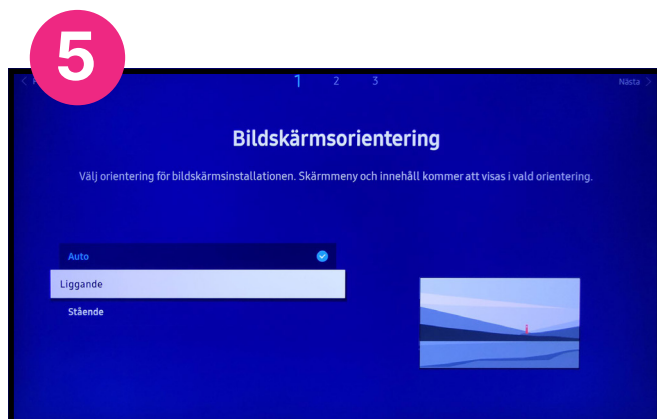 5
1 2 3 Nästa >
Bildskärmsorientering
Välj orientering för bildskärmsinstallationen. Skärmmeny och innehåll kommer att visas i vald orientering.
Auto
Liggande
Stående